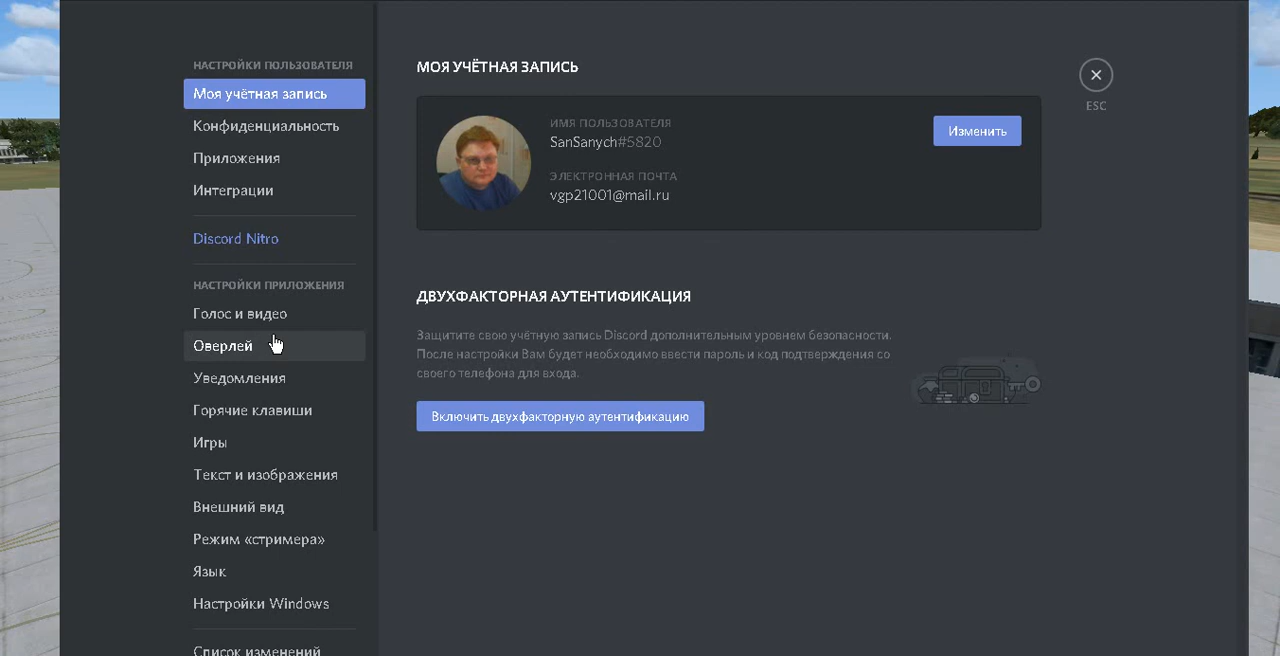 НАСТРОЙКИ ПОЛЬЗОВАТЕЛЯ
Моя учётная запись
Конфиденциальность
Приложения
Интеграции
Discord Nitro
НАСТРОЙКИ ПРИЛОЖЕНИЯ
Голос и видео
Оверлей
Уведомления
Горячие клавиши
Игры
Текст и изображения
Внешний вид
Режим «стримера»
Язык
Настройки Windows
Список изменений
МОЯ УЧЁТНАЯ ЗАПИСЬ
ИМЯ ПОЛЬЗОВАТЕЛЯ
SanSanych#5820
ЭЛЕКТРОННАЯ ПОЧТА
vgp21001@mail.ru
Изменить
ESC
ДВУХФАКТОРНАЯ АУТЕНТИФИКАЦИЯ
Защитите свою учётную запись Discord дополнительным уровнем безопасности.
После настройки Вам будет необходимо ввести пароль и код подтверждения со
своего телефона для входа.
Включить двухфакторную аутентификацию